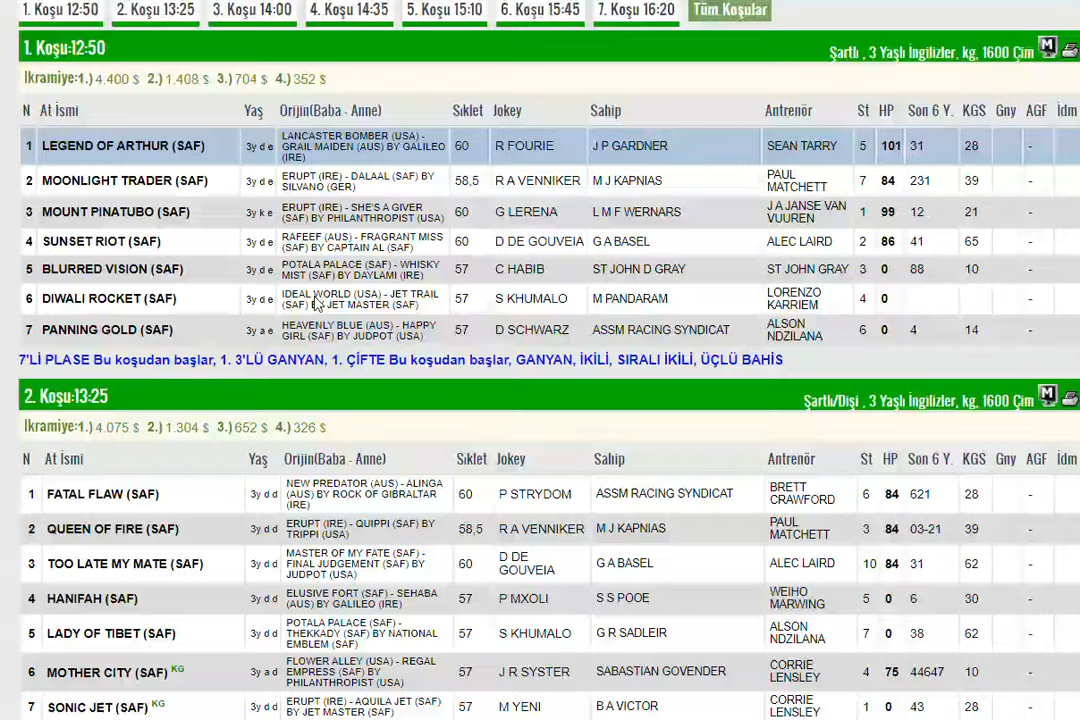 1. Koşu 12:50 2. Koşu 13:25 3. Koşu 14:00 4. Koşu 14:35 5. Koşu 15:10 6. Koşu 15:45 7. Koşu 16:20 Tüm Koşular
1. Koşu:12:50
Şartlı , 3 Yaşlı İngilizler, kg, 1600 Çim M
İkramiye:1.) 4.400 $ 2.) 1.408 $ 3.) 704 $ 4.) 352 $
N At İsmi Yaş Orijin(Baba - Anne) Sıklet Jokey Sahip Antrenör St HP Son 6 Y. KGS Gny AGF İdm
1 LEGEND OF ARTHUR (SAF) 3y d e LANCASTER BOMBER (USA) - GRAIL MAIDEN (AUS) BY GALILEO (IRE) 60 R FOURIE J P GARDNER SEAN TARRY 5 101 31 28 -
2 MOONLIGHT TRADER (SAF) 3y d e ERUPT (IRE) - DALAAL (SAF) BY SILVANO (GER) 58,5 R A VENNIKER M J KAPNIAS PAUL MATCHETT 7 84 231 39 -
3 MOUNT PINATUBO (SAF) 3y k e ERUPT (IRE) - SHE'S A GIVER (SAF) BY PHILANTHROPIST (USA) 60 G LERENA L M F WERNARS J A JANSE VAN VUUREN 1 99 12 21 -
4 SUNSET RIOT (SAF) 3y d e RAFEEF (AUS) - FRAGRANT MISS (SAF) BY CAPTAIN AL (SAF) 60 D DE GOUVEIA G A BASEL ALEC LAIRD 2 86 41 65 -
5 BLURRED VISION (SAF) 3y d e POTALA PALACE (SAF) - WHISKY MIST (SAF) BY DAYLAMI (IRE) 57 C HABIB ST JOHN D GRAY ST JOHN GRAY 3 0 88 10 -
6 DIWALI ROCKET (SAF) 3y d e IDEAL WORLD (USA) - JET TRAIL (SAF) BY JET MASTER (SAF) 57 S KHUMALO M PANDARAM LORENZO KARRIEM 4 0 -
7 PANNING GOLD (SAF) 3y a e HEAVENLY BLUE (AUS) - HAPPY GIRL (SAF) BY JUDPOT (USA) 57 D SCHWARZ ASSM RACING SYNDICAT ALSON NDZILANA 6 0 4 14 -
7'Lİ PLASE Bu koşudan başlar, 1. 3'LÜ GANYAN, 1. ÇİFTE Bu koşudan başlar, GANYAN, İKİLİ, SIRALI İKİLİ, ÜÇLÜ BAHİS
2. Koşu:13:25
Şartlı/Dişi , 3 Yaşlı İngilizler, kg, 1600 Çim M
İkramiye:1.) 4.075 $ 2.) 1.304 $ 3.) 652 $ 4.) 326 $
N At İsmi Yaş Orijin(Baba - Anne) Sıklet Jokey Sahip Antrenör St HP Son 6 Y. KGS Gny AGF İdm
1 FATAL FLAW (SAF) 3y d d NEW PREDATOR (AUS) - ALINGA (AUS) BY ROCK OF GIBRALTAR (IRE) 60 P STRYDOM ASSM RACING SYNDICAT BRETT CRAWFORD 6 84 621 28 -
2 QUEEN OF FIRE (SAF) 3y d d ERUPT (IRE) - QUIPPI (SAF) BY TRIPPI (USA) 58,5 R A VENNIKER M J KAPNIAS PAUL MATCHETT 3 84 03-21 39 -
3 TOO LATE MY MATE (SAF) 3y d d MASTER OF MY FATE (SAF) - FINAL JUDGEMENT (SAF) BY JUDPOT (USA) 60 D DE GOUVEIA G A BASEL ALEC LAIRD 10 84 31 62 -
4 HANIFAH (SAF) 3y d d ELUSIVE FORT (SAF) - SEHABA (AUS) BY GALILEO (IRE) 57 P MXOLI S S POOE WEIHO MARWING 5 0 6 30 -
5 LADY OF TIBET (SAF) 3y d d POTALA PALACE (SAF) - THEKKADY (SAF) BY NATIONAL EMBLEM (SAF) 57 S KHUMALO G R SADLEIR ALSON NDZILANA 7 0 38 62 -
6 MOTHER CITY (SAF) KG 3y a d FLOWER ALLEY (USA) - REGAL EMPRESS (SAF) BY PHILANTHROPIST (USA) 57 J R SYSTER SABASTIAN GOVENDER CORRIE LENSLEY 4 75 44647 10 -
7 SONIC JET (SAF) KG 3y d d ERUPT (IRE) - AQUILA JET (SAF) BY JET MASTER (SAF) 57 M YENI B A VICTOR CORRIE LENSLEY 1 0 43 28 -